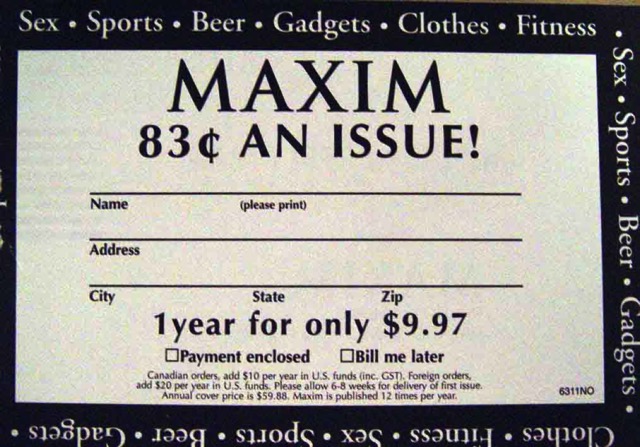 Sex • Sports • Beer • Gadgets • Clothes • Fitness
• Sex • Sports • Beer • Gadgets •
MAXIM
83¢ AN ISSUE!
Name (please print)
Address
City State Zip
1 year for only $9.97
☐Payment enclosed ☐Bill me later
Canadian orders, add $10 per year in U.S. funds (inc. GST). Foreign orders,
add $20 per year in U.S. funds. Please allow 6-8 weeks for delivery of first issue.
Annual cover price is $59.88. Maxim is published 12 times per year.
6311NO
Clothes • Fitness • Sex • Sports • Beer • Gadgets •